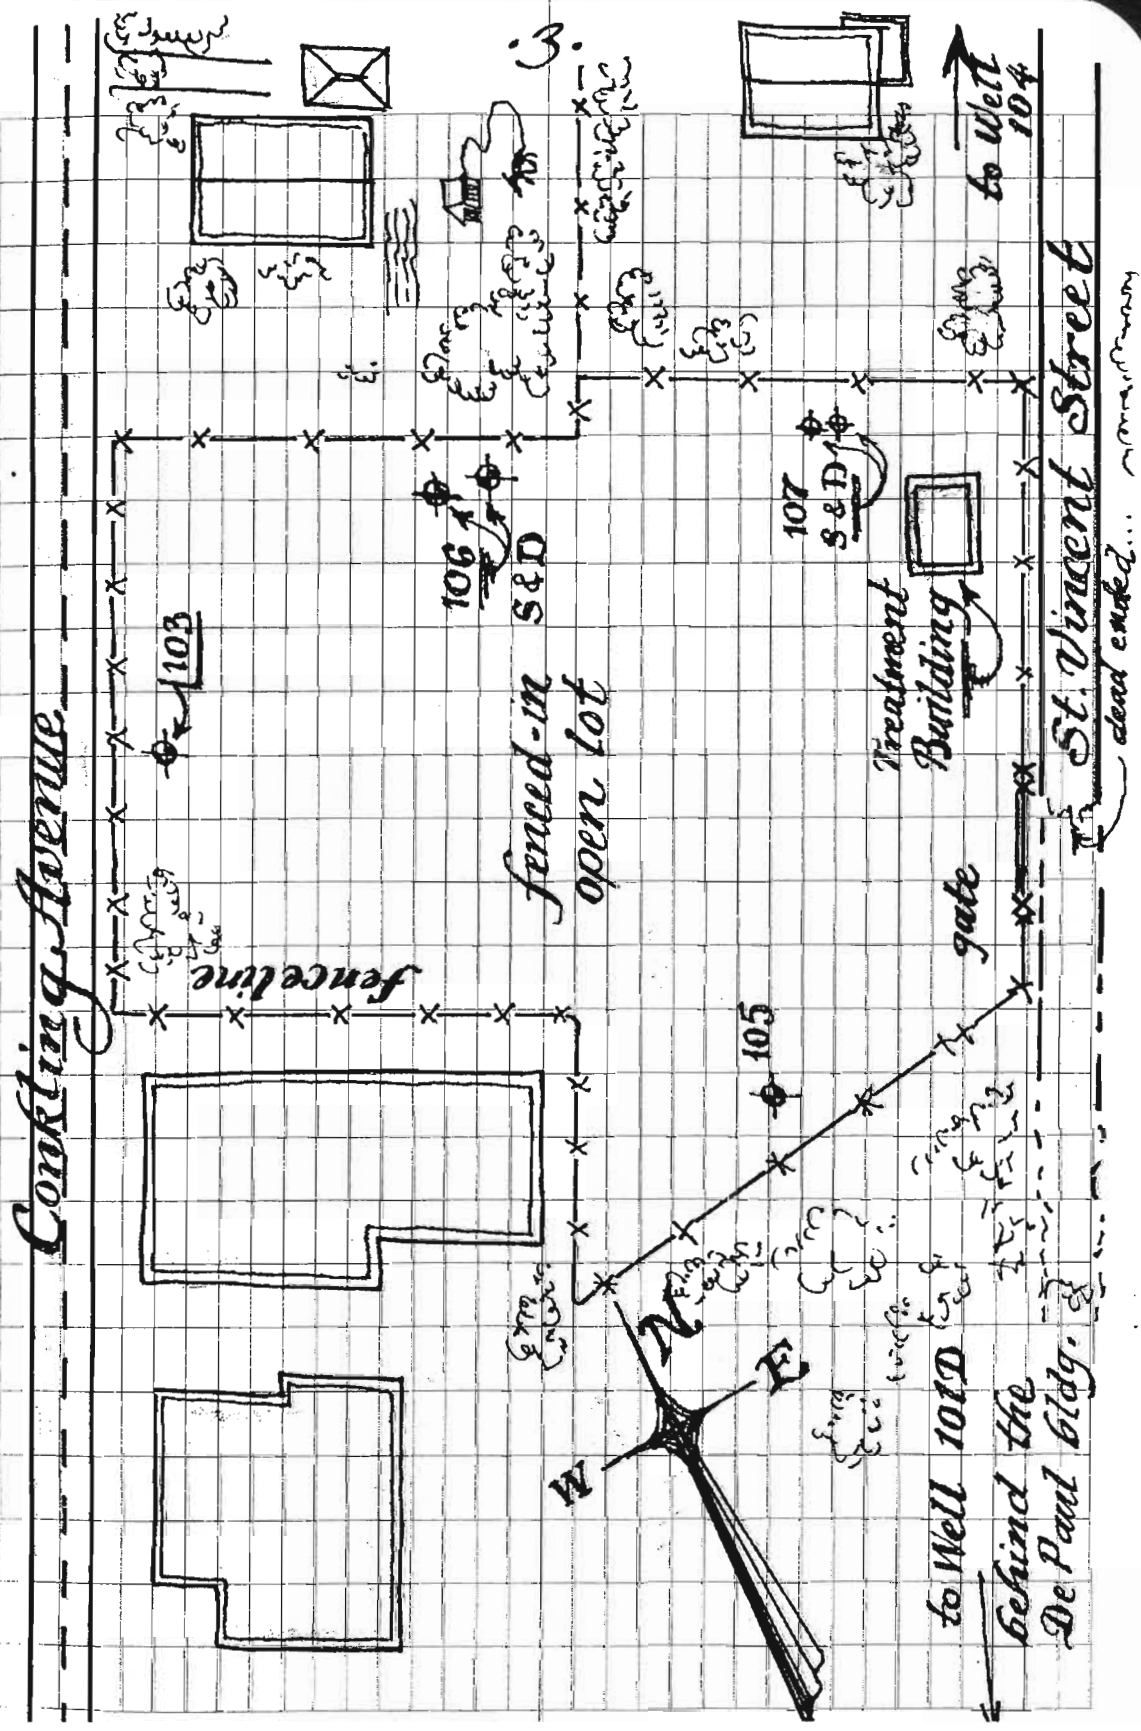 Conkling Avenue
to Well
104
103
106
S&D
107
S&D
fenced-in
open lot
Treatment
Building
St. Vincent Street
dead ended...
gate
fenceline
105
N
E
W
to Well 101D
behind the
De Paul bldg.